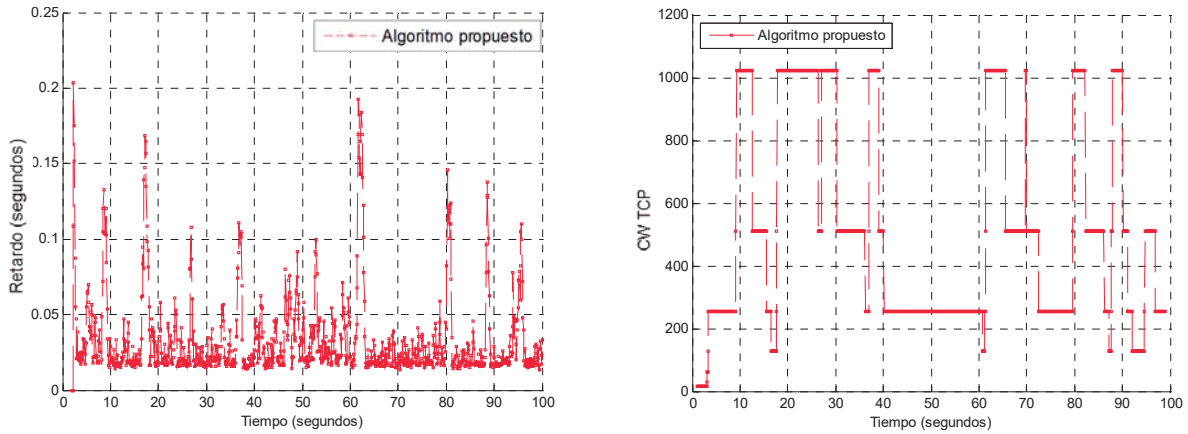 0.25
0.2
0.15
0.1
0.05
0
Retardo (segundos)
Algoritmo propuesto
0 10 20 30 40 50 60 70 80 90 100
Tiempo (segundos)
1200
1000
800
600
400
200
0
CW TCP
Algoritmo propuesto
0 10 20 30 40 50 60 70 80 90 100
Tiempo (segundos)